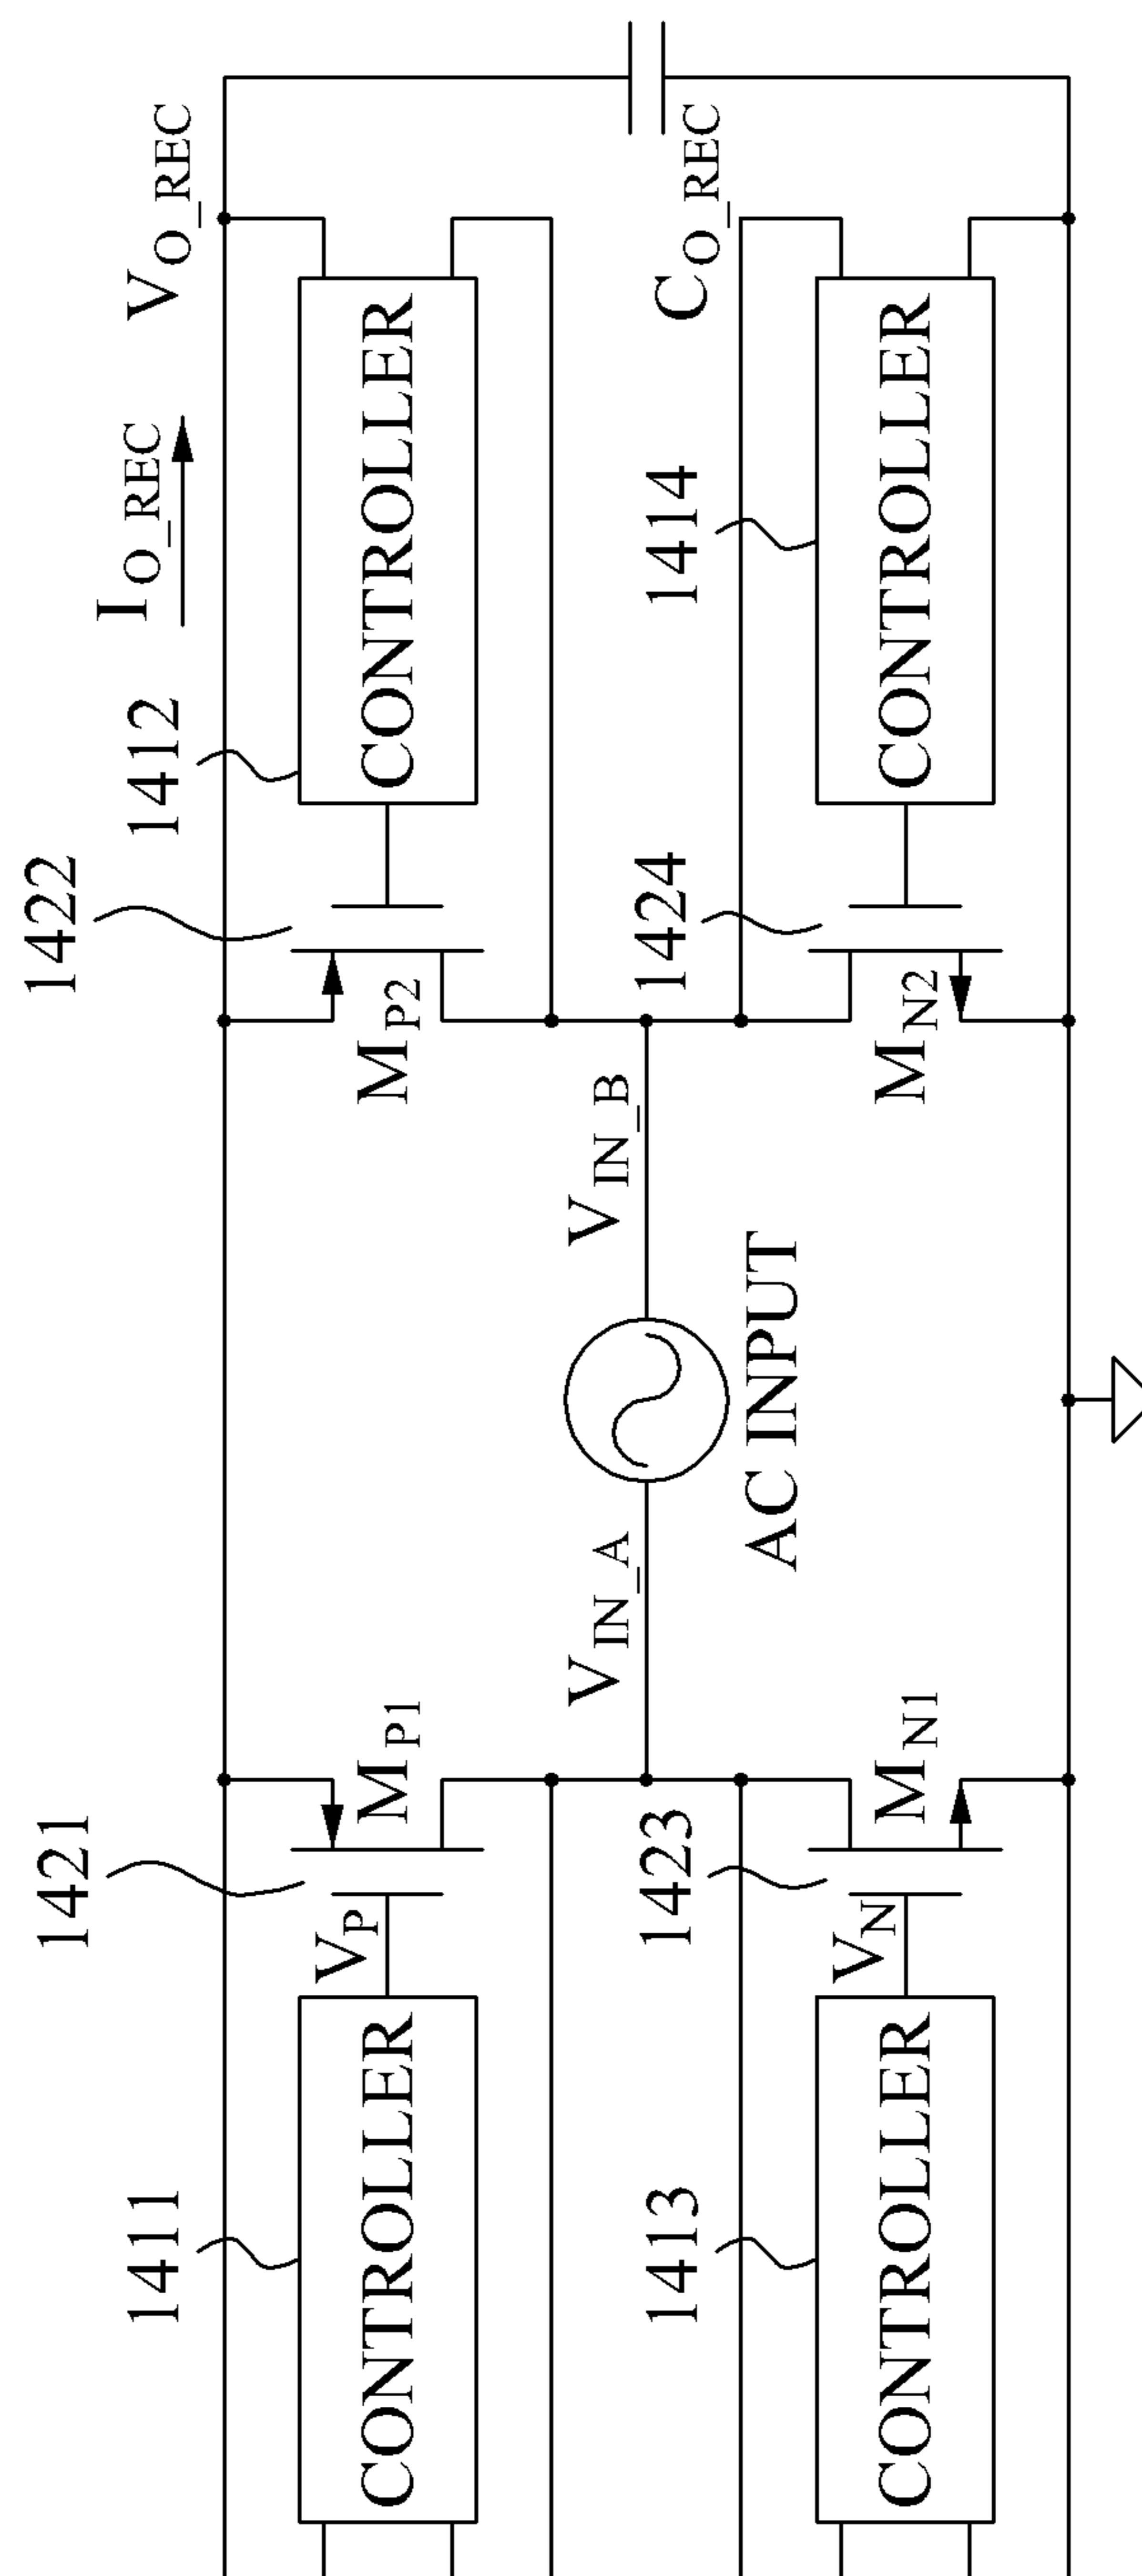 1422
1412
I_O_REC
V_O_REC
CONTROLLER
M_P2
1421
1411
V_P
CONTROLLER
M_P1
V_IN_A
V_IN_B
AC INPUT
1424
1414
C_O_REC
CONTROLLER
M_N2
1423
1413
V_N
CONTROLLER
M_N1